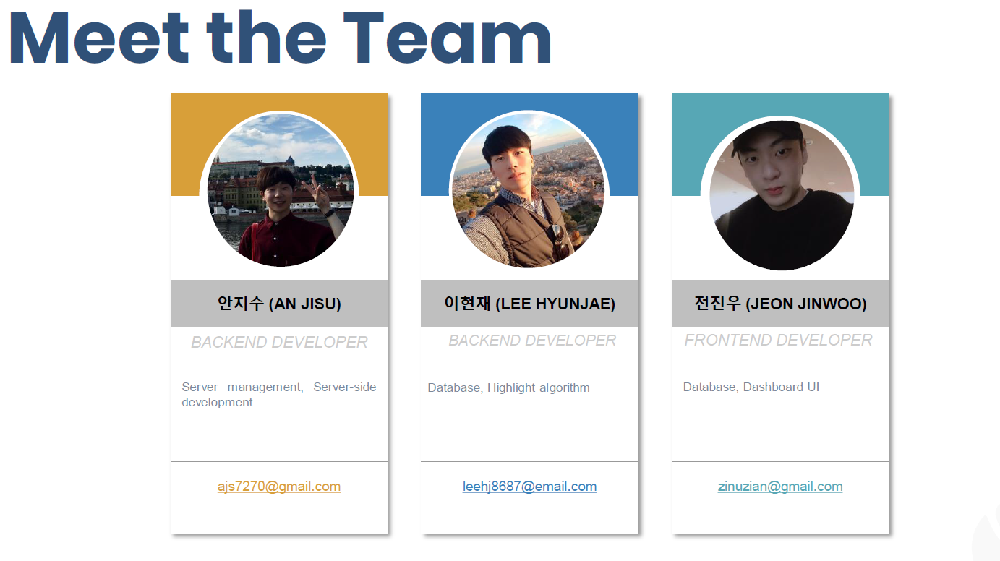 Meet the Team
안지수 (AN JISU)
BACKEND DEVELOPER
Server management, Server-side
development
ajs7270@gmail.com
이현재 (LEE HYUNJAE)
BACKEND DEVELOPER
Database, Highlight algorithm
leehj8687@email.com
전진우 (JEON JINWOO)
FRONTEND DEVELOPER
Database, Dashboard UI
zinuzian@gmail.com